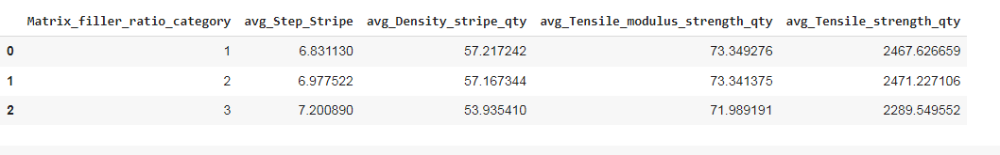 Matrix_filler_ratio_category avg_Step_Stripe avg_Density_stripe_qty avg_Tensile_modulus_strength_qty avg_Tensile_strength_qty
0 1 6.831130 57.217242 73.349276 2467.626659
1 2 6.977522 57.167344 73.341375 2471.227106
2 3 7.200890 53.935410 71.989191 2289.549552